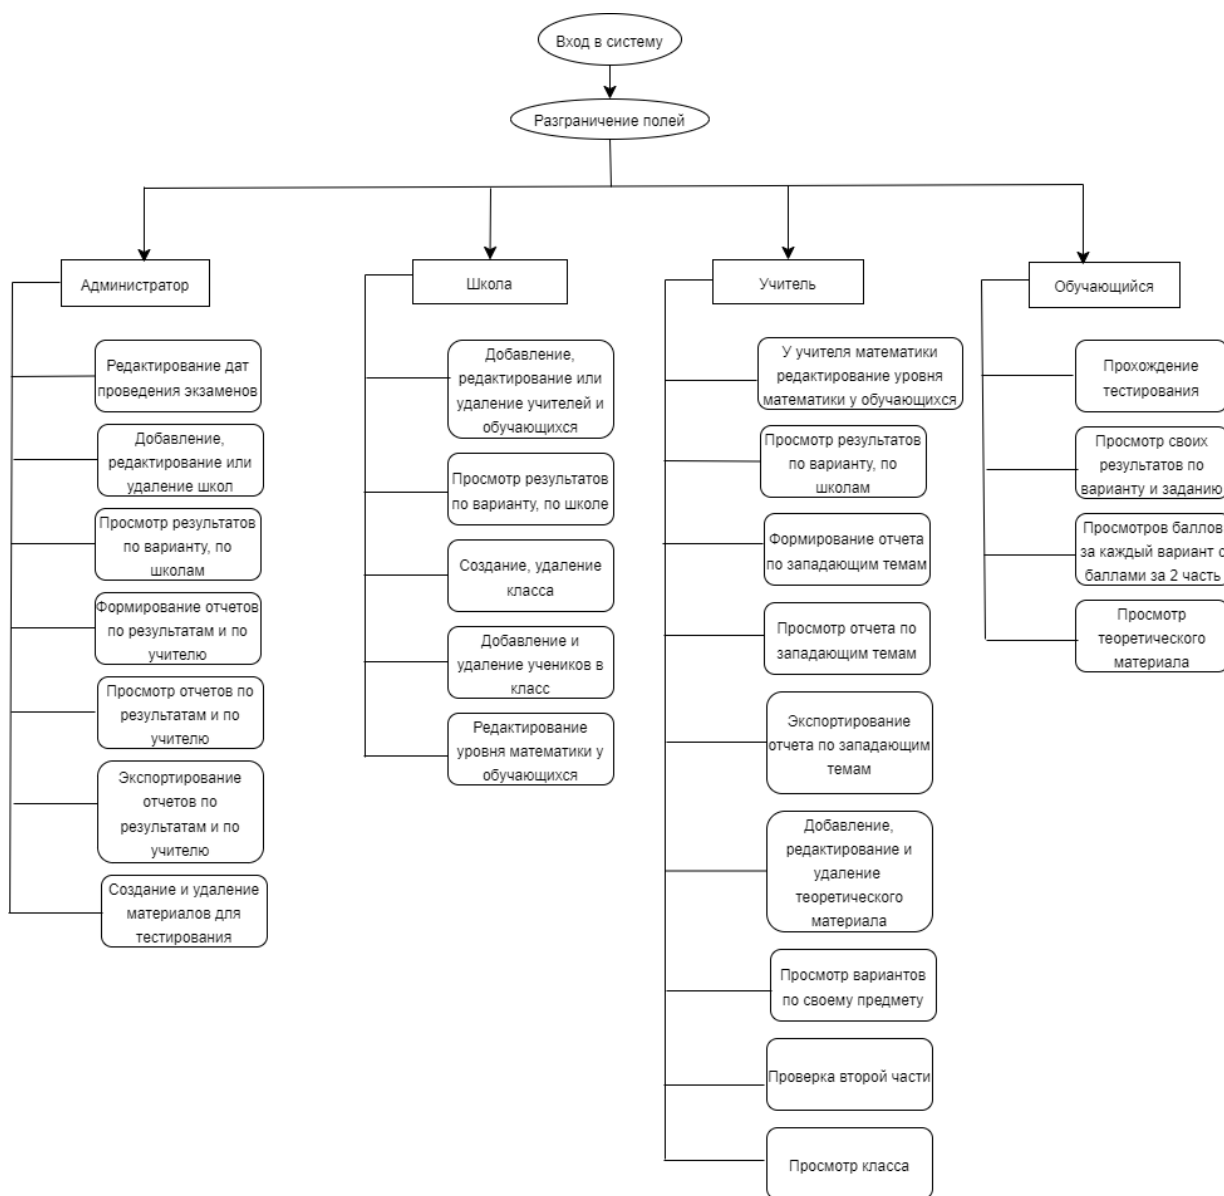 Вход в систему
Разграничение полей
Администратор
Редактирование дат
проведения экзаменов
Добавление,
редактирование или
удаление школ
Просмотр результатов
по варианту, по
школам
Формирование отчетов
по результатам и по
учителю
Просмотр отчетов по
результатам и по
учителю
Экспортирование
отчетов по
результатам и по
учителю
Создание и удаление
материалов для
тестирования
Школа
Добавление,
редактирование или
удаление учителей и
обучающихся
Просмотр результатов
по варианту, по школе
Создание, удаление
класса
Добавление и
удаление учеников в
класс
Редактирование
уровня математики у
обучающихся
Учитель
У учителя математики
редактирование уровня
математики у обучающихся
Просмотр результатов
по варианту, по
школам
Формирование отчета
по западающим темам
Просмотр отчета по
западающим темам
Экспортирование
отчета по западающим
темам
Добавление,
редактирование и
удаление
теоретического
материала
Просмотр вариантов
по своему предмету
Проверка второй части
Просмотр класса
Обучающийся
Прохождение
тестирования
Просмотр своих
результатов по
варианту и заданию
Просмотров баллов
за каждый вариант с
баллами за 2 часть
Просмотр
теоретического
материала